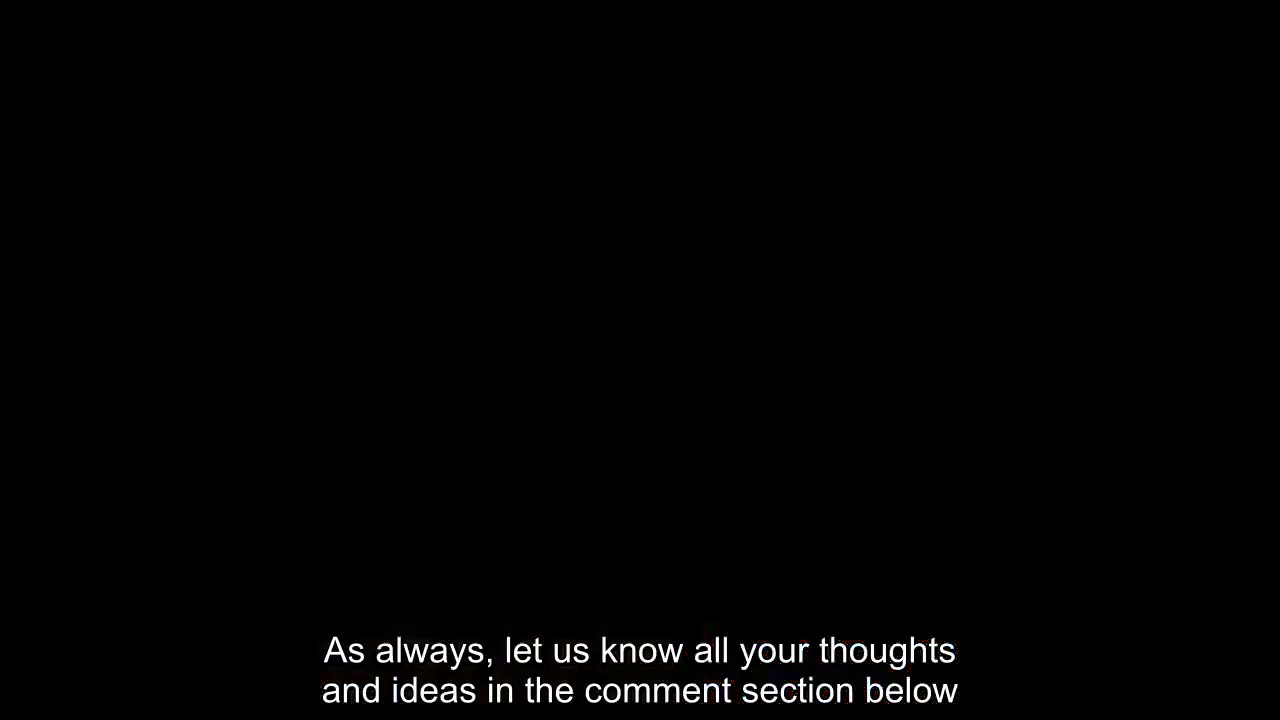 As always, let us know all your thoughts
and ideas in the comment section below